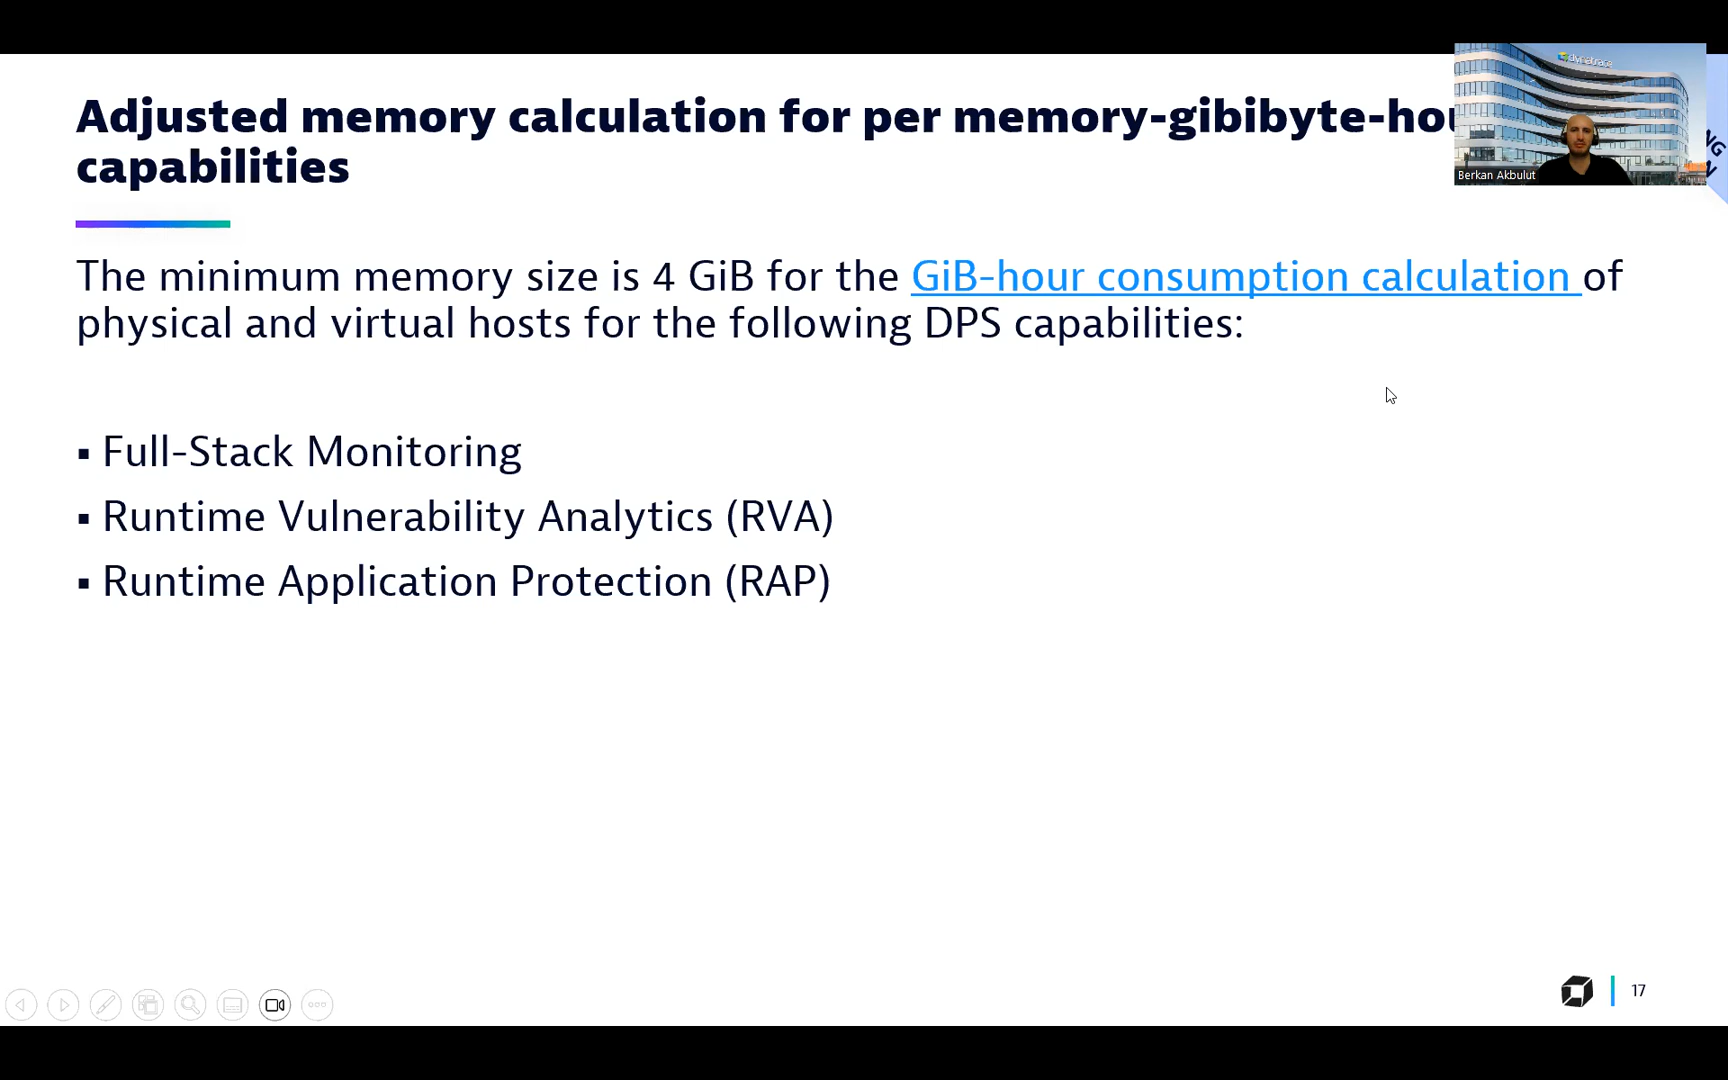 Adjusted memory calculation for per memory-gibibyte-hou
capabilities
dynatrace
Berkan Akbulut
The minimum memory size is 4 GiB for the GiB-hour consumption calculation of
physical and virtual hosts for the following DPS capabilities:
▪ Full-Stack Monitoring
▪ Runtime Vulnerability Analytics (RVA)
▪ Runtime Application Protection (RAP)
17